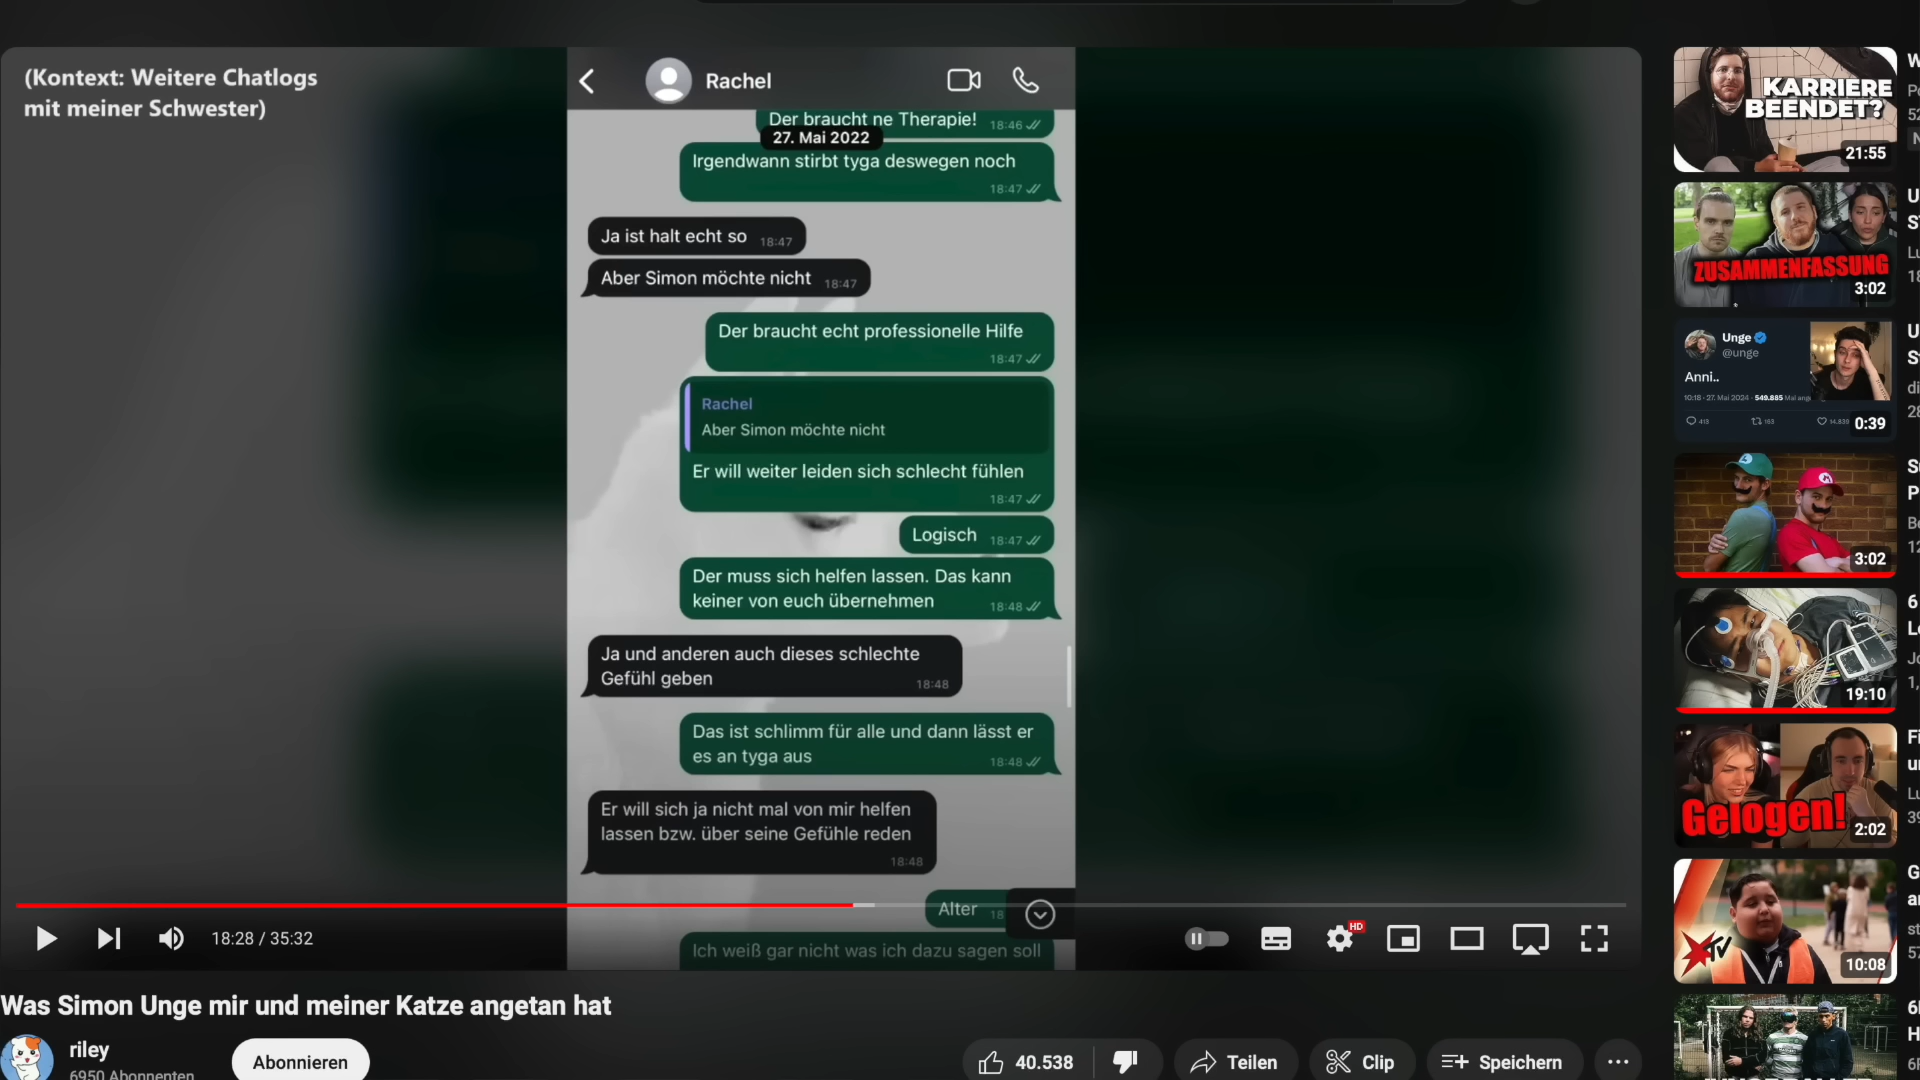 (Kontext: Weitere Chatlogs
mit meiner Schwester)
Rachel
Der braucht ne Therapie! 18:46
27. Mai 2022
Irgendwann stirbt tyga deswegen noch
18:47
Ja ist halt echt so 18:47
Aber Simon möchte nicht 18:47
Der braucht echt professionelle Hilfe
18:47
Rachel
Aber Simon möchte nicht
Er will weiter leiden sich schlecht fühlen
18:47
Logisch 18:47
Der muss sich helfen lassen. Das kann
keiner von euch übernehmen 18:48
Ja und anderen auch dieses schlechte
Gefühl geben 18:48
Das ist schlimm für alle und dann lässt er
es an tyga aus 18:48
Er will sich ja nicht mal von mir helfen
lassen bzw. über seine Gefühle reden
18:48
Alter 18
Ich weiß gar nicht was ich dazu sagen soll
18:28 / 35:32
HD
Was Simon Unge mir und meiner Katze angetan hat
riley
6950 Abonnenten
Abonnieren
40.538
Teilen
Clip
Speichern
KARRIERE
BEENDET?
21:55
ZUSAMMENFASSUNG
3:02
Unge
@unge
Anni..
10:18 · 27. Mai 2024 · 549.885 Mal
413
163
0:39
3:02
19:10
Gelogen!
2:02
TV
10:08